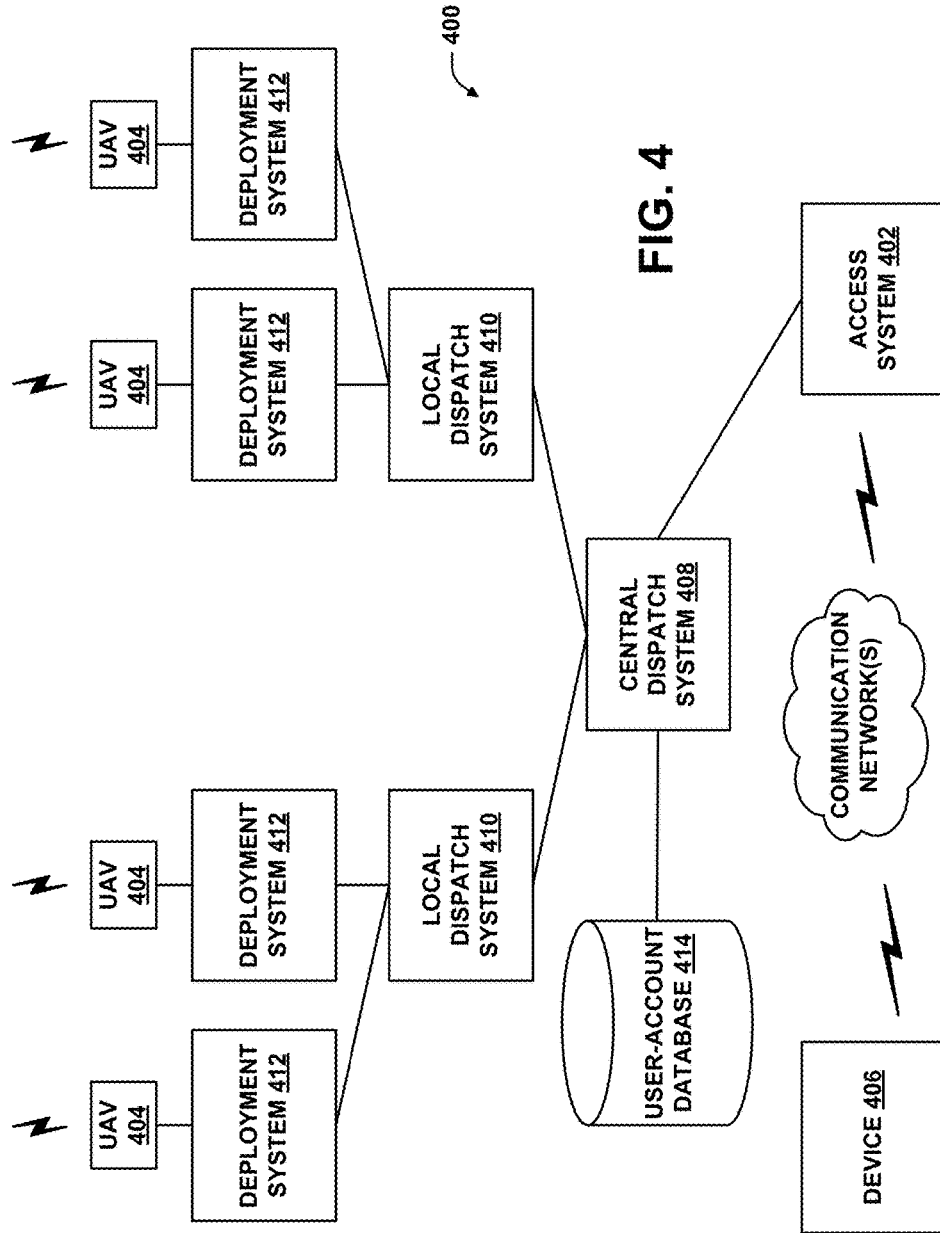 UAV
404
UAV
404
UAV
404
UAV
404
DEPLOYMENT
SYSTEM 412
DEPLOYMENT
SYSTEM 412
DEPLOYMENT
SYSTEM 412
DEPLOYMENT
SYSTEM 412
400
LOCAL
DISPATCH
SYSTEM 410
LOCAL
DISPATCH
SYSTEM 410
FIG. 4
USER-ACCOUNT
DATABASE 414
CENTRAL
DISPATCH
SYSTEM 408
DEVICE 406
COMMUNICATION
NETWORK(S)
ACCESS
SYSTEM 402